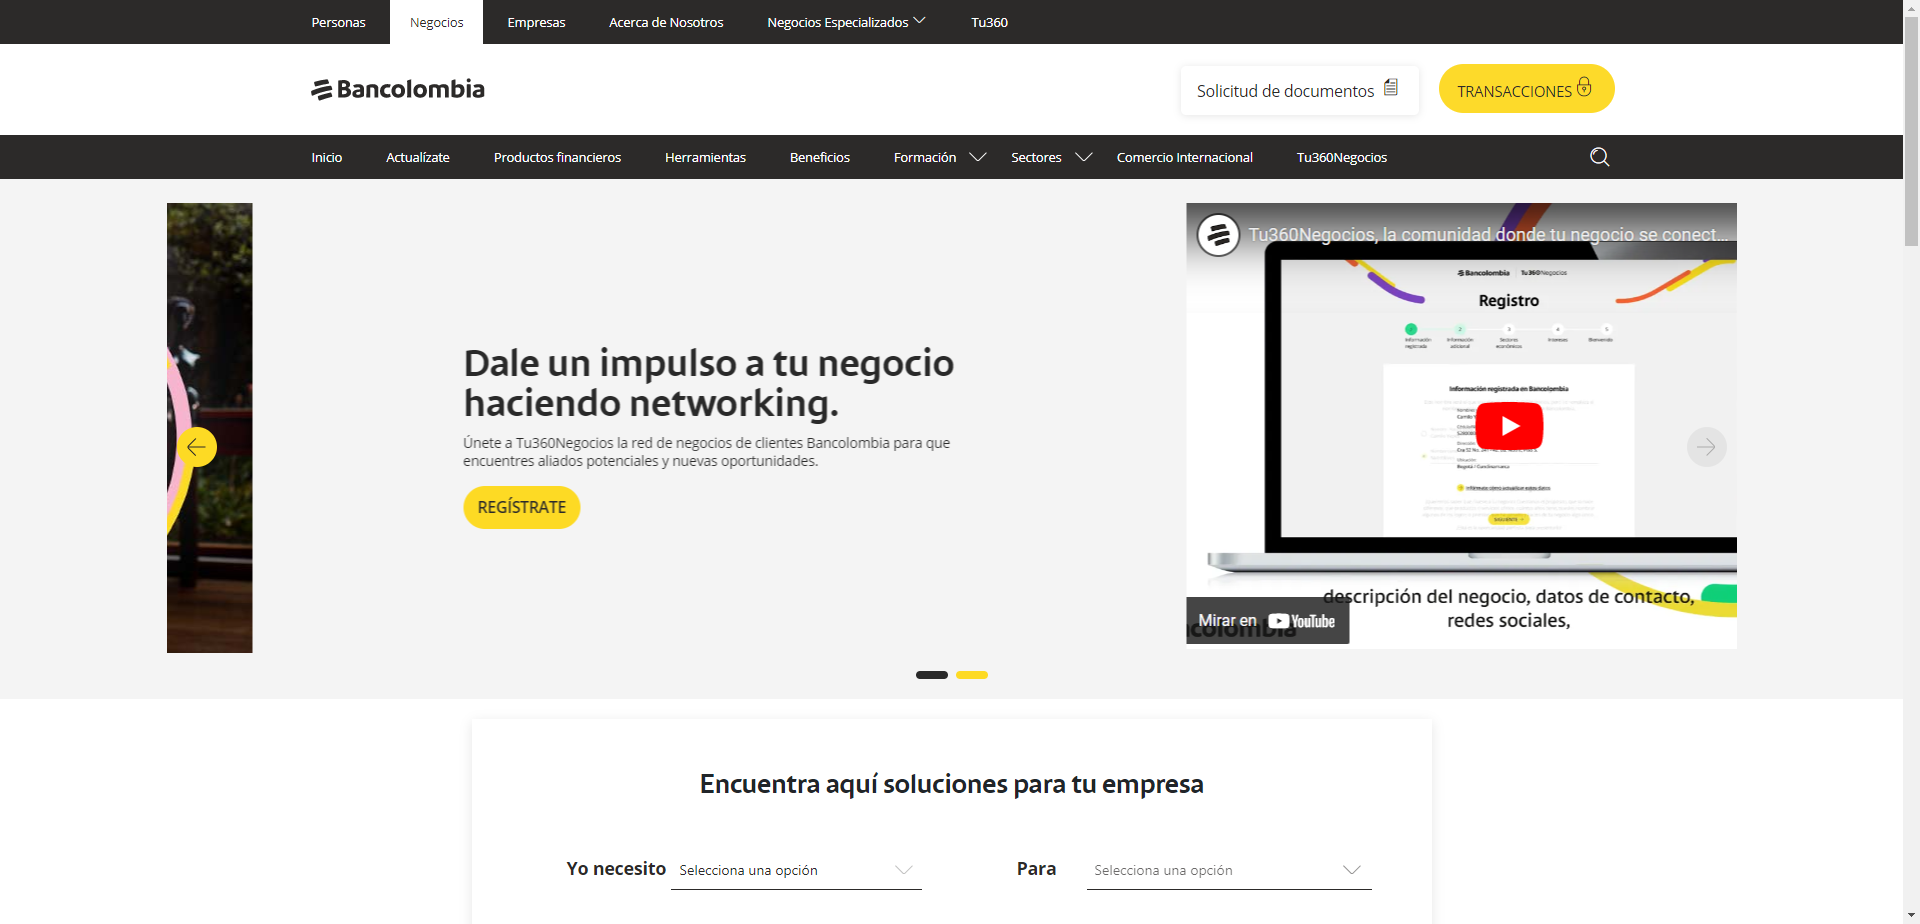 Personas
Negocios
Empresas
Acerca de Nosotros
Negocios Especializados
Tu360
Bancolombia
Solicitud de documentos
TRANSACCIONES
Inicio
Actualízate
Productos financieros
Herramientas
Beneficios
Formación
Sectores
Comercio Internacional
Tu360Negocios
Dale un impulso a tu negocio
haciendo networking.
Únete a Tu360Negocios la red de negocios de clientes Bancolombia para que
encuentres aliados potenciales y nuevas oportunidades.
REGÍSTRATE
Tu360Negocios, la comunidad donde tu negocio se conect...
Bancolombia Tu360Negocios
Registro
Información registrada en Bancolombia
descripción del negocio, datos de contacto,
redes sociales,
Mirar en YouTube
Encuentra aquí soluciones para tu empresa
Yo necesito
Selecciona una opción
Para
Selecciona una opción